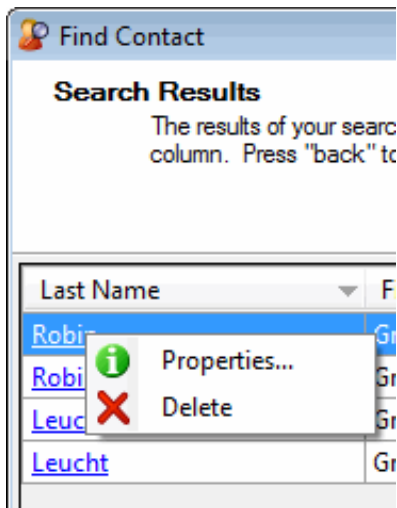 Find Contact
Search Results
The results of your searc
column. Press "back" to
Last Name F
Robin Gr
Properties...
Robi Gr
Delete
Leuc Gr
Leucht Gr